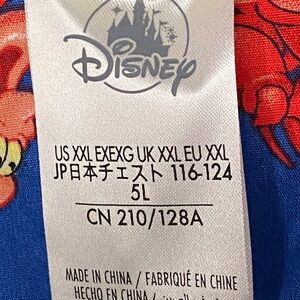 Disney
US XXL EXEXG UK XXL EU XXL
JP日本チェスト 116-124
5L
CN 210/128A
MADE IN CHINA / FABRIQUÉ EN CHINE
HECHO EN CHINA /